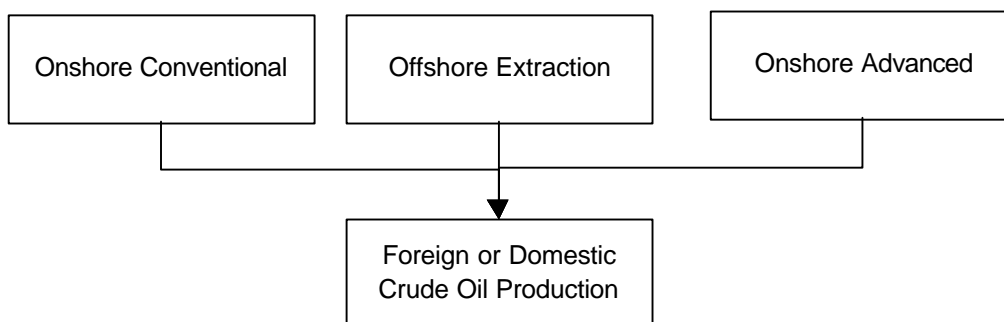 Onshore Conventional
Offshore Extraction
Onshore Advanced
Foreign or Domestic
Crude Oil Production